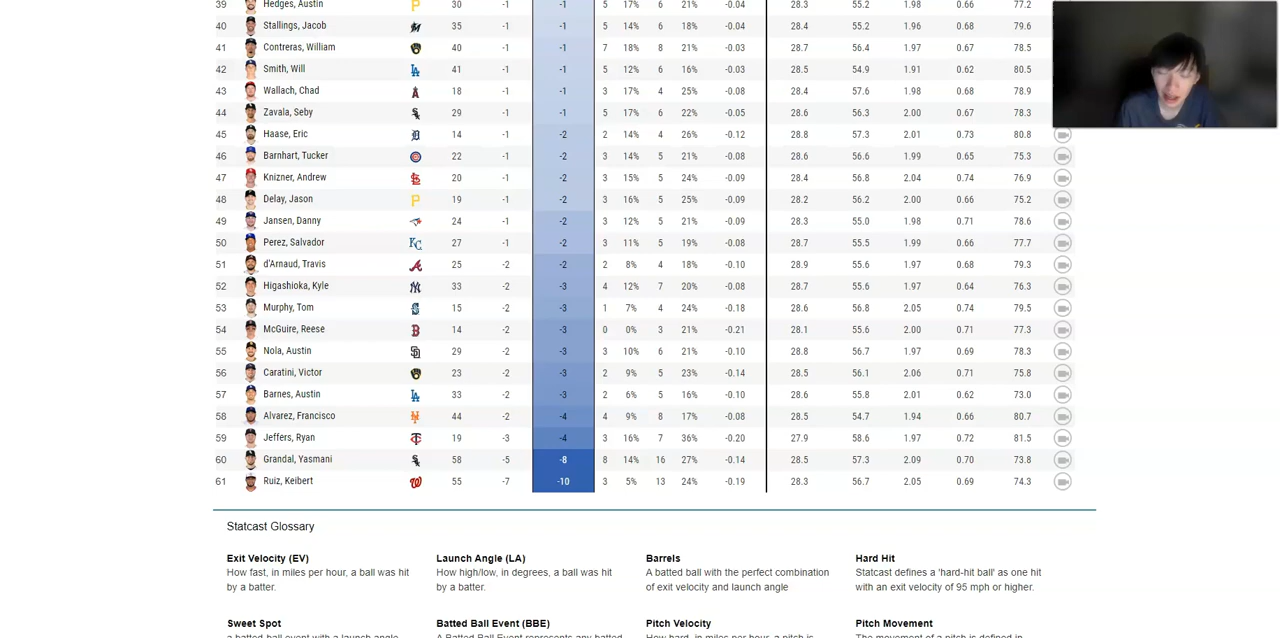 39 Hedges, Austin 30 -1 -1 5 17% 6 21% -0.04 28.3 55.2 1.98 0.66 77.2
40 Stallings, Jacob 35 -1 -1 5 14% 6 18% -0.04 28.4 55.2 1.96 0.68 79.6
41 Contreras, William 40 -1 -1 7 18% 8 21% -0.03 28.7 56.4 1.97 0.67 78.5
42 Smith, Will 41 -1 -1 5 12% 6 16% -0.03 28.5 54.9 1.91 0.62 80.5
43 Wallach, Chad 18 -1 -1 3 17% 4 25% -0.08 28.4 57.6 1.98 0.68 78.9
44 Zavala, Seby 29 -1 -1 5 17% 6 22% -0.05 28.6 56.3 2.00 0.67 78.3
45 Haase, Eric 14 -1 -2 2 14% 4 26% -0.12 28.8 57.3 2.01 0.73 80.8
46 Barnhart, Tucker 22 -1 -2 3 14% 5 21% -0.08 28.6 56.6 1.99 0.65 75.3
47 Knizner, Andrew 20 -1 -2 3 15% 5 24% -0.09 28.4 56.8 2.04 0.74 76.9
48 Delay, Jason 19 -1 -2 3 16% 5 25% -0.09 28.2 56.2 2.00 0.66 75.2
49 Jansen, Danny 24 -1 -2 3 12% 5 21% -0.09 28.3 55.0 1.98 0.71 78.6
50 Perez, Salvador 27 -1 -2 3 11% 5 19% -0.08 28.7 55.5 1.99 0.66 77.7
51 d'Arnaud, Travis 25 -2 -2 2 8% 4 18% -0.10 28.9 55.6 1.97 0.68 79.3
52 Higashioka, Kyle 33 -2 -3 4 12% 7 20% -0.08 28.7 55.6 1.97 0.64 76.3
53 Murphy, Tom 15 -2 -3 1 7% 4 24% -0.18 28.6 56.8 2.05 0.74 79.5
54 McGuire, Reese 14 -2 -3 0 0% 3 21% -0.21 28.1 55.6 2.00 0.71 77.3
55 Nola, Austin 29 -2 -3 3 10% 6 21% -0.10 28.8 56.7 1.97 0.69 78.3
56 Caratini, Victor 23 -2 -3 2 9% 5 23% -0.14 28.5 56.1 2.06 0.71 75.8
57 Barnes, Austin 33 -2 -3 2 6% 5 16% -0.10 28.6 55.8 2.01 0.62 73.0
58 Alvarez, Francisco 44 -2 -4 4 9% 8 17% -0.08 28.5 54.7 1.94 0.66 80.7
59 Jeffers, Ryan 19 -3 -4 3 16% 7 36% -0.20 27.9 58.6 1.97 0.72 81.5
60 Grandal, Yasmani 58 -5 -8 8 14% 16 27% -0.14 28.5 57.3 2.09 0.70 73.8
61 Ruiz, Keibert 55 -7 -10 3 5% 13 24% -0.19 28.3 56.7 2.05 0.69 74.3
Statcast Glossary
Exit Velocity (EV)
How fast, in miles per hour, a ball was hit
by a batter.
Launch Angle (LA)
How high/low, in degrees, a ball was hit
by a batter.
Barrels
A batted ball with the perfect combination
of exit velocity and launch angle
Hard Hit
Statcast defines a 'hard-hit ball' as one hit
with an exit velocity of 95 mph or higher.
Sweet Spot
a batted-ball event with a launch angle
Batted Ball Event (BBE)
A Batted Ball Event represents any batted
Pitch Velocity
How hard, in miles per hour, a pitch is
Pitch Movement
The movement of a pitch is defined in